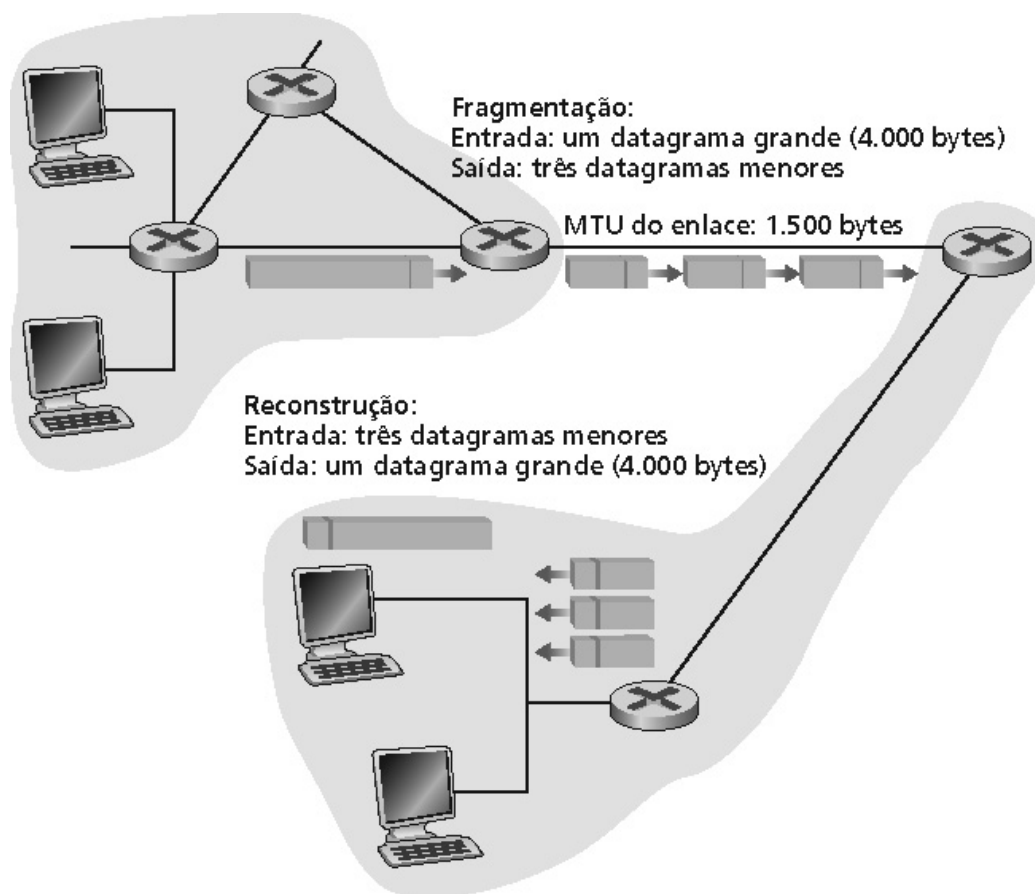 Fragmentação:
Entrada: um datagrama grande (4.000 bytes)
Saída: três datagramas menores
MTU do enlace: 1.500 bytes
Reconstrução:
Entrada: três datagramas menores
Saída: um datagrama grande (4.000 bytes)